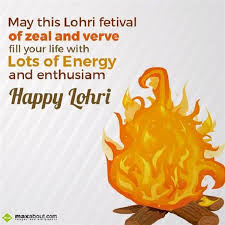 May this Lohri fetival
of zeal and verve
fill your life with
Lots of Energy
and enthusiam
Happy Lohri
maxabout.com